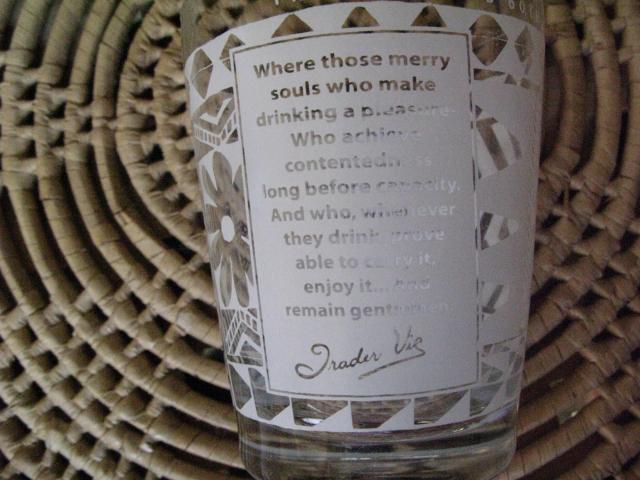 Where those merry
souls who make
drinking a pleasure.
Who achieve
contentedness
long before capacity.
And who, whenever
they drink, prove
able to carry it,
enjoy it... And
remain gentlemen.
Trader Vic